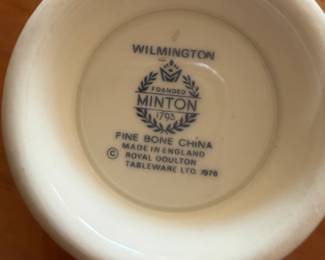 WILMINGTON
FOUNDED
MINTON
1793
FINE BONE CHINA
MADE IN ENGLAND
© ROYAL DOULTON
TABLEWARE LTD. 1976